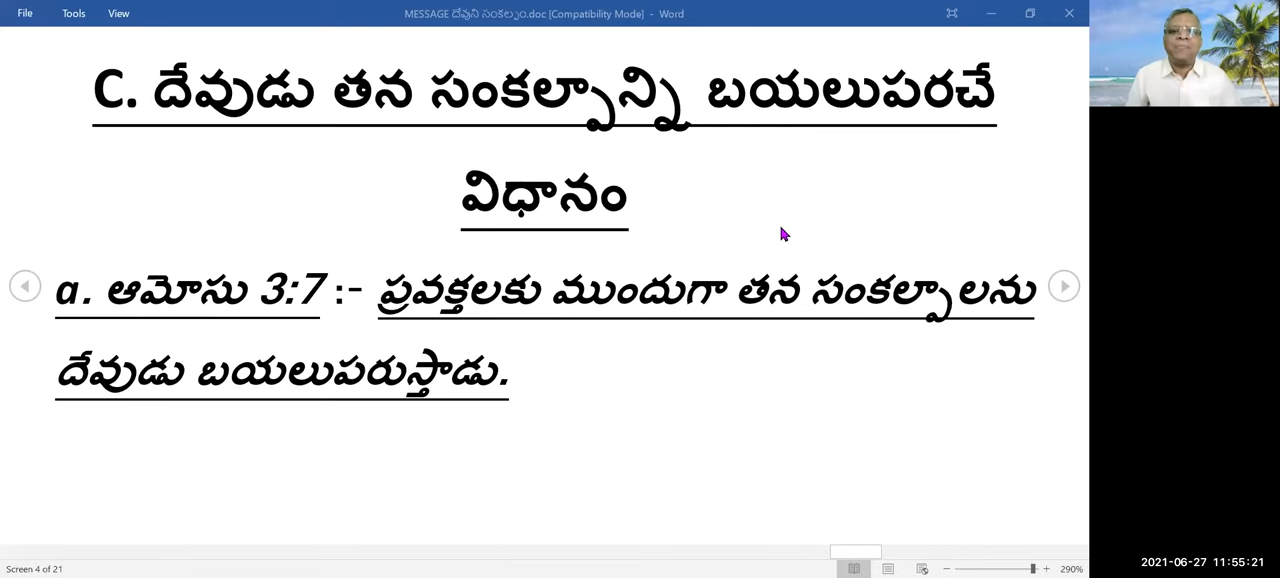 File Tools View MESSAGE దేవుని సంకల్పం.doc [Compatibility Mode] - Word
C. దేవుడు తన సంకల్పాన్ని బయలుపరచే
విధానం
a. ఆమోసు 3:7 :- ప్రవక్తలకు ముందుగా తన సంకల్పాలను
దేవుడు బయలుపరుస్తాడు.
2021-06-27 11:55:21
Screen 4 of 21 290%